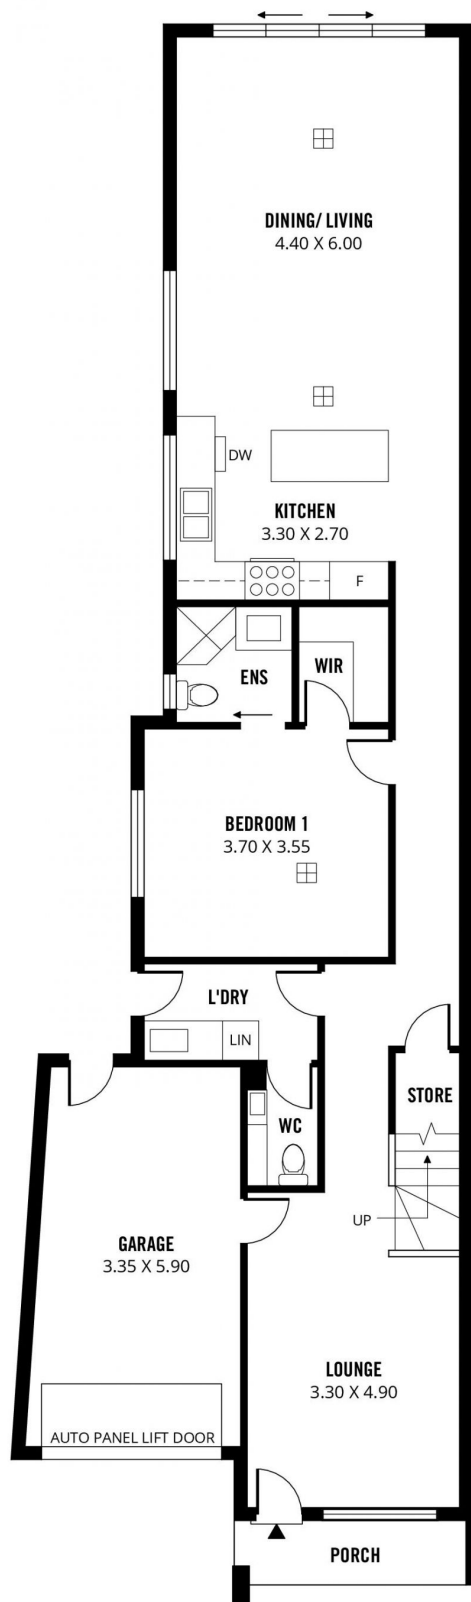 DINING/ LIVING
4.40 X 6.00
DW
KITCHEN
3.30 X 2.70
F
ENS
WIR
BEDROOM 1
3.70 X 3.55
L'DRY
LIN
STORE
WC
UP
GARAGE
3.35 X 5.90
LOUNGE
3.30 X 4.90
AUTO PANEL LIFT DOOR
PORCH